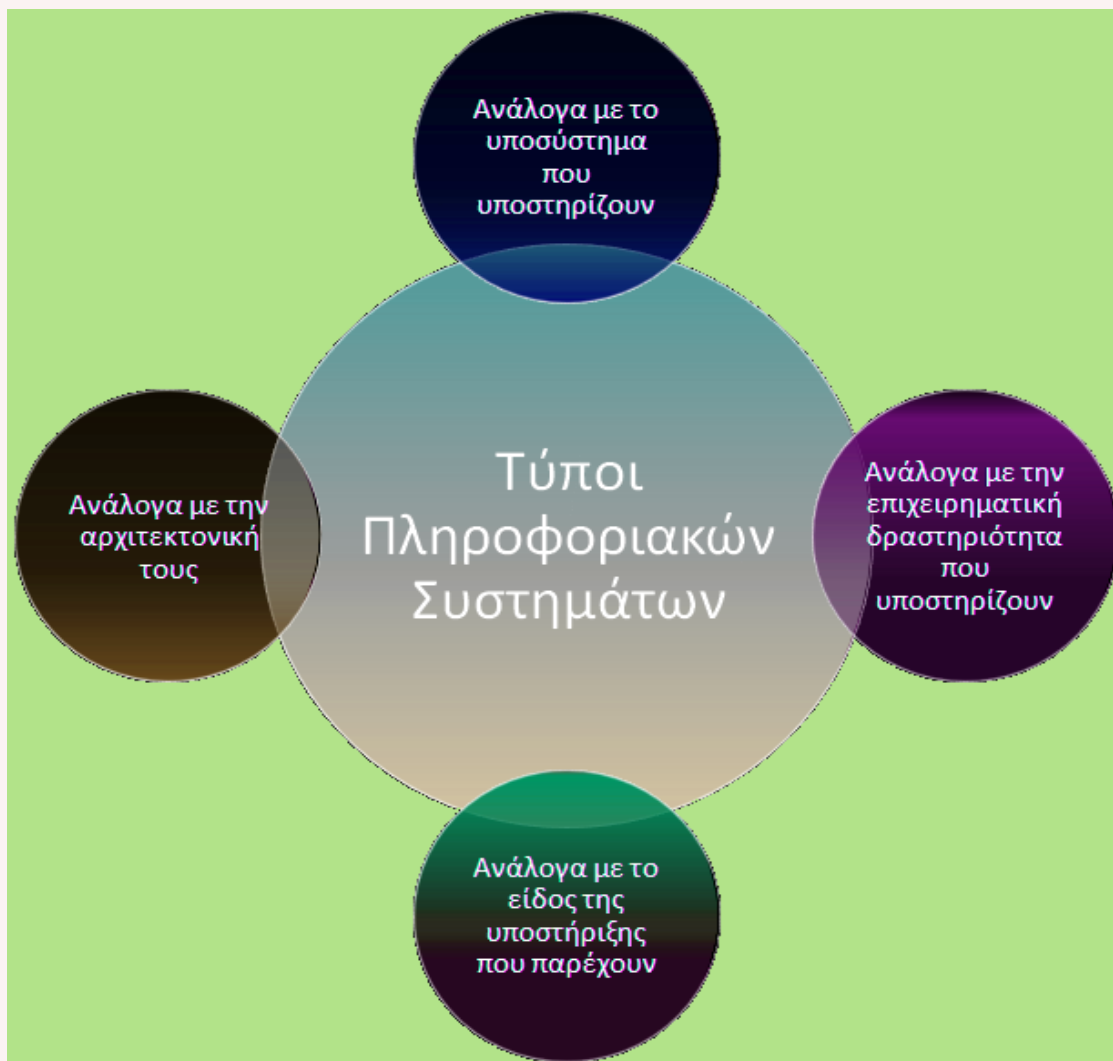 Ανάλογα με το
υποσύστημα
που
υποστηρίζουν
Ανάλογα με την
αρχιτεκτονική
τους
Τύποι
Πληροφοριακών
Συστημάτων
Ανάλογα με την
επιχειρηματική
δραστηριότητα
που
υποστηρίζουν
Ανάλογα με το
είδος της
υποστήριξης
που παρέχουν